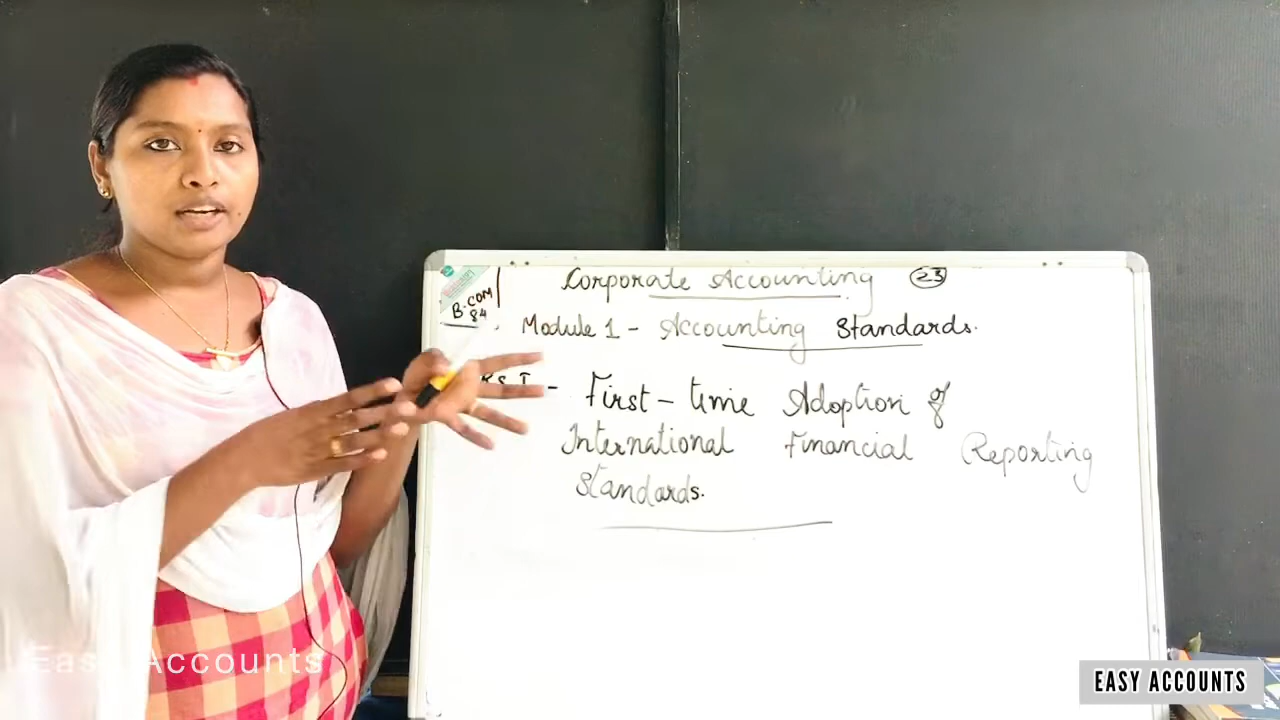 Corporate Accounting 23
B.COM
84
Module 1 - Accounting Standards.
First-time Adoption of
International Financial Reporting
Standards.
Easy Accounts
EASY ACCOUNTS